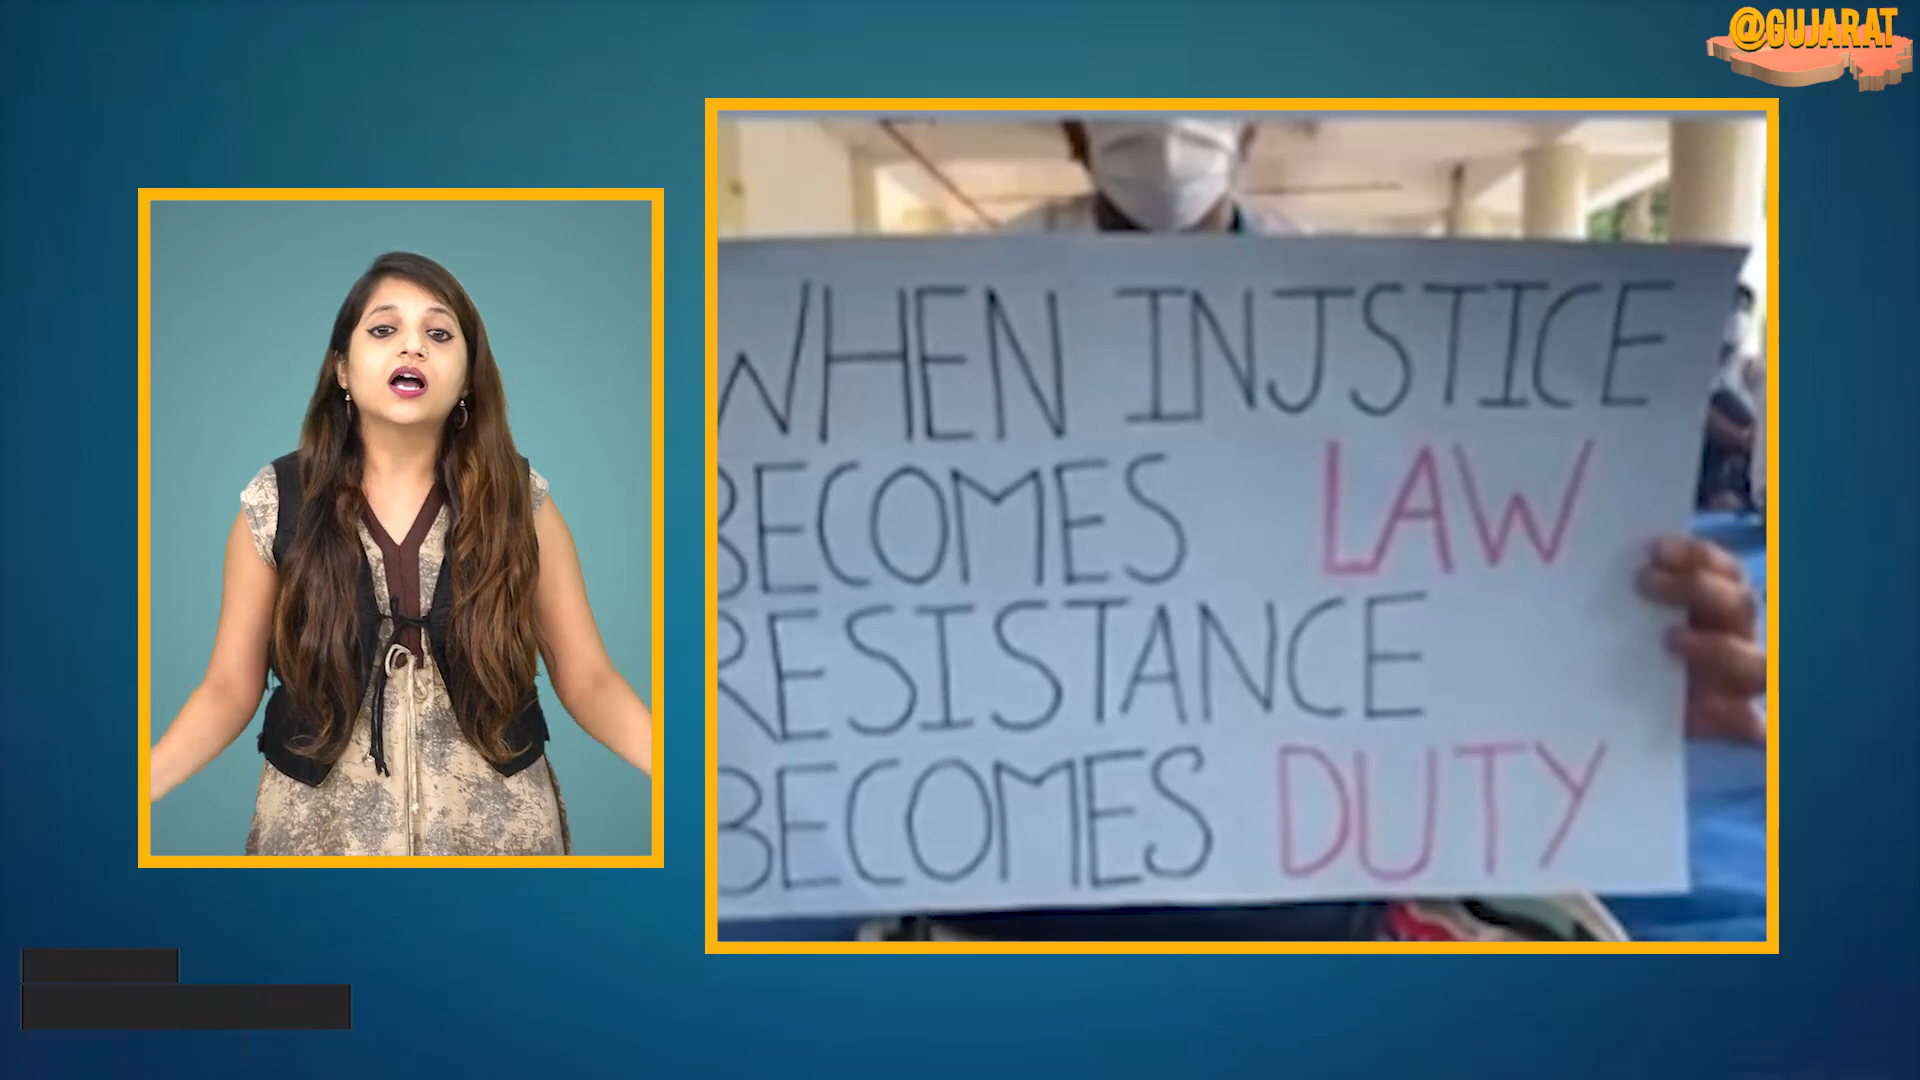 @GUJARAT
WHEN INJSTICE
BECOMES LAW
RESISTANCE
BECOMES DUTY